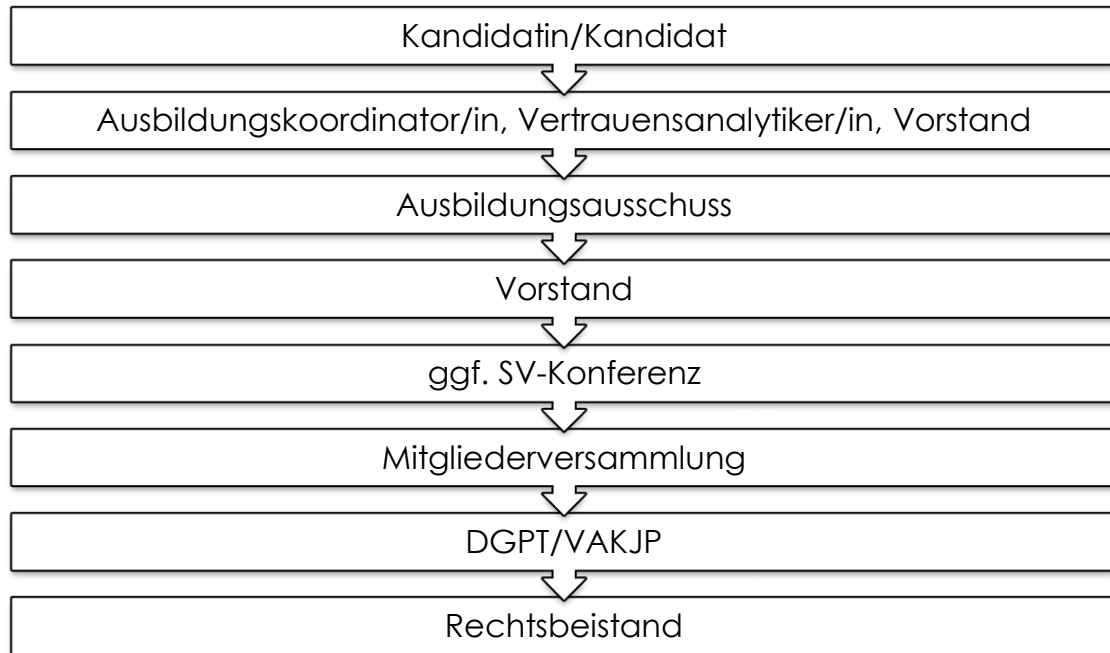 Kandidatin/Kandidat
Ausbildungskoordinator/in, Vertrauensanalytiker/in, Vorstand
Ausbildungsausschuss
Vorstand
ggf. SV-Konferenz
Mitgliederversammlung
DGPT/VAKJP
Rechtsbeistand